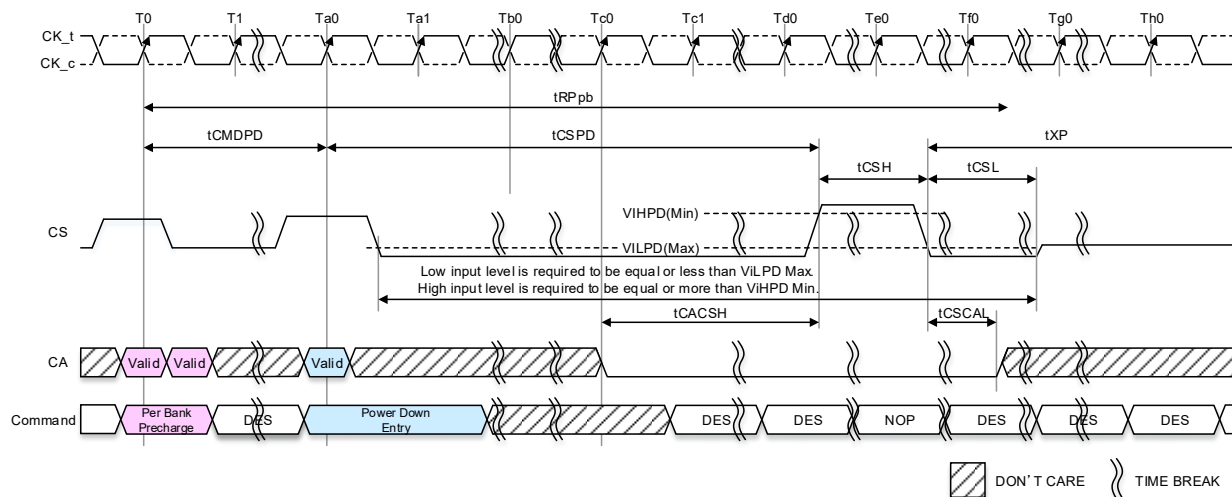 T0 T1 Ta0 Ta1 Tb0 Tc0 Tc1 Td0 Te0 Tf0 Tg0 Th0
CK_t
CK_c
tRPpb
tCMDPD tCSPD tXP
tCSH tCSL
VIHPD(Min)
CS
VILPD(Max)
Low input level is required to be equal or less than ViLPD Max.
High input level is required to be equal or more than ViHPD Min.
tCACSH tCSCAL
CA Valid Valid Valid
Command Per Bank Precharge DES Power Down Entry DES DES NOP DES DES DES
DON'T CARE TIME BREAK